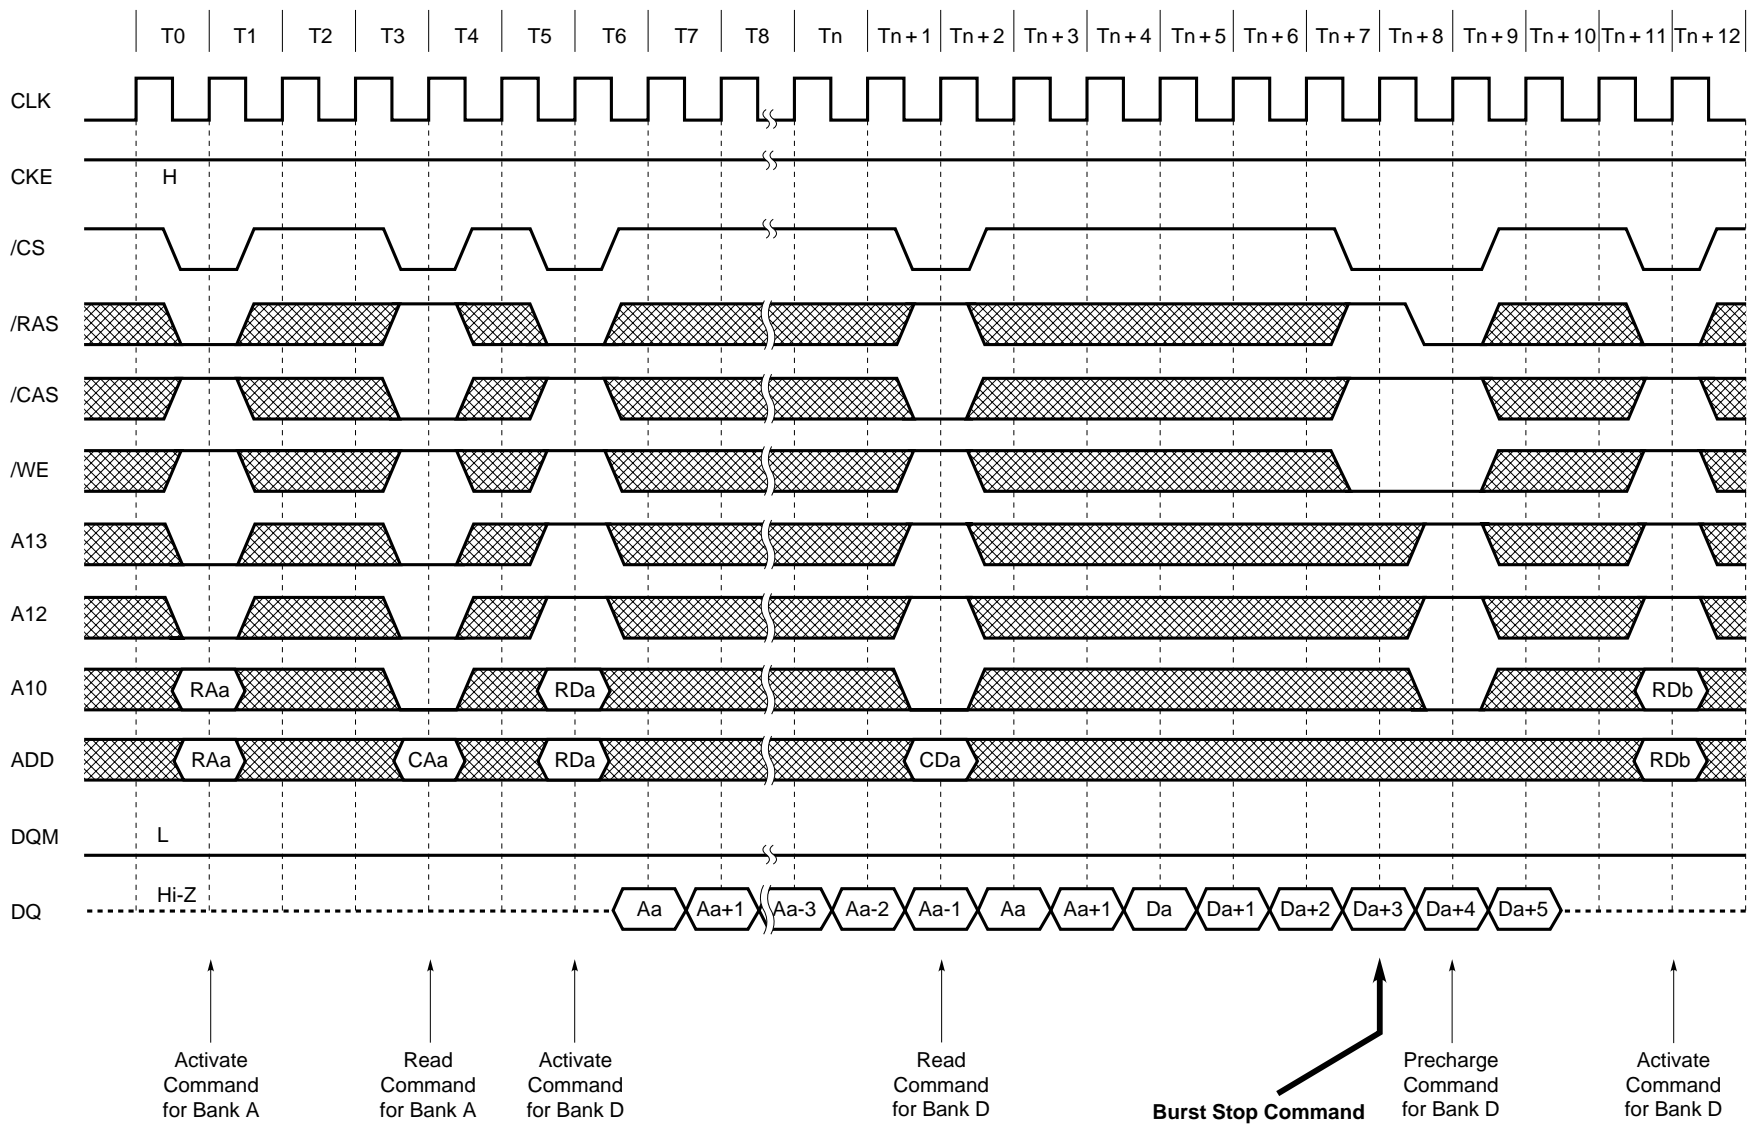 T0 T1 T2 T3 T4 T5 T6 T7 T8 Tn Tn + 1 Tn + 2 Tn + 3 Tn + 4 Tn + 5 Tn + 6 Tn + 7 Tn + 8 Tn + 9 Tn + 10 Tn + 11 Tn + 12
CLK
CKE H
/CS
/RAS
/CAS
/WE
A13
A12
A10 RAa RDa RDb
ADD RAa CAa RDa CDa RDb
DQM L
DQ Hi-Z Aa Aa+1 Aa-3 Aa-2 Aa-1 Aa Aa+1 Da Da+1 Da+2 Da+3 Da+4 Da+5
Activate
Command
for Bank A
Read
Command
for Bank A
Activate
Command
for Bank D
Read
Command
for Bank D
Burst Stop Command
Precharge
Command
for Bank D
Activate
Command
for Bank D